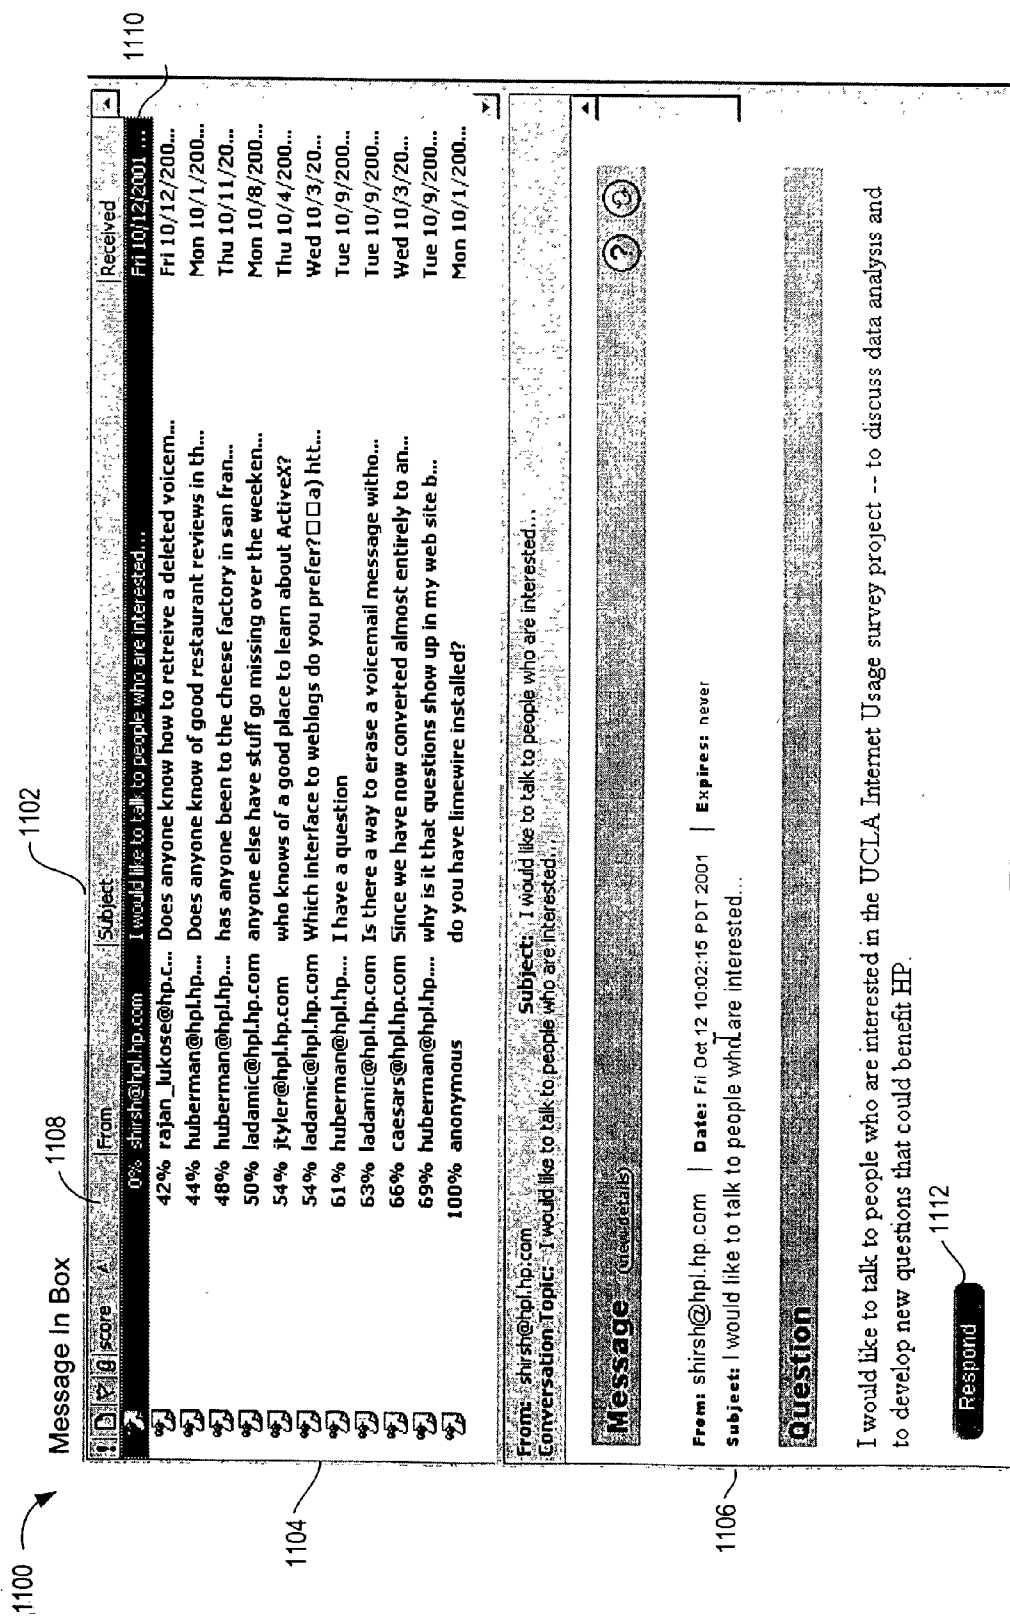 1100
Message In Box
1108
1102
1110
! score From Subject Received
0% shirsh@hpl.hp.com I would like to talk to people who are interested... Fri 10/12/2001 ...
42% rajan_lukose@hp.c... Does anyone know how to retreive a deleted voicem... Fri 10/12/200...
44% huberman@hpl.hp.... Does anyone know of good restaurant reviews in th... Mon 10/1/200...
48% huberman@hpl.hp.... has anyone been to the cheese factory in san fran... Thu 10/11/20...
50% ladamic@hpl.hp.com anyone else have stuff go missing over the weeken... Mon 10/8/200...
54% jtyler@hpl.hp.com who knows of a good place to learn about ActiveX? Thu 10/4/200...
54% ladamic@hpl.hp.com Which interface to weblogs do you prefer?□□a) htt... Wed 10/3/20...
61% huberman@hpl.hp.... I have a question Tue 10/9/200...
63% ladamic@hpl.hp.com Is there a way to erase a voicemail message witho... Tue 10/9/200...
66% caesars@hpl.hp.com Since we have now converted almost entirely to an... Wed 10/3/20...
69% huberman@hpl.hp.... why is it that questions show up in my web site b... Tue 10/9/200...
100% anonymous do you have limewire installed? Mon 10/1/200...
1104
From: shirsh@hpl.hp.com Subject: I would like to talk to people who are interested...
Conversation Topic: I would like to talk to people who are interested...
Message (view details) ?
From: shirsh@hpl.hp.com | Date: Fri Oct 12 10:02:15 PDT 2001 | Expires: never
Subject: I would like to talk to people who are interested...
1106
Question
I would like to talk to people who are interested in the UCLA Internet Usage survey project -- to discuss data analysis and
to develop new questions that could benefit HP.
1112
Respond